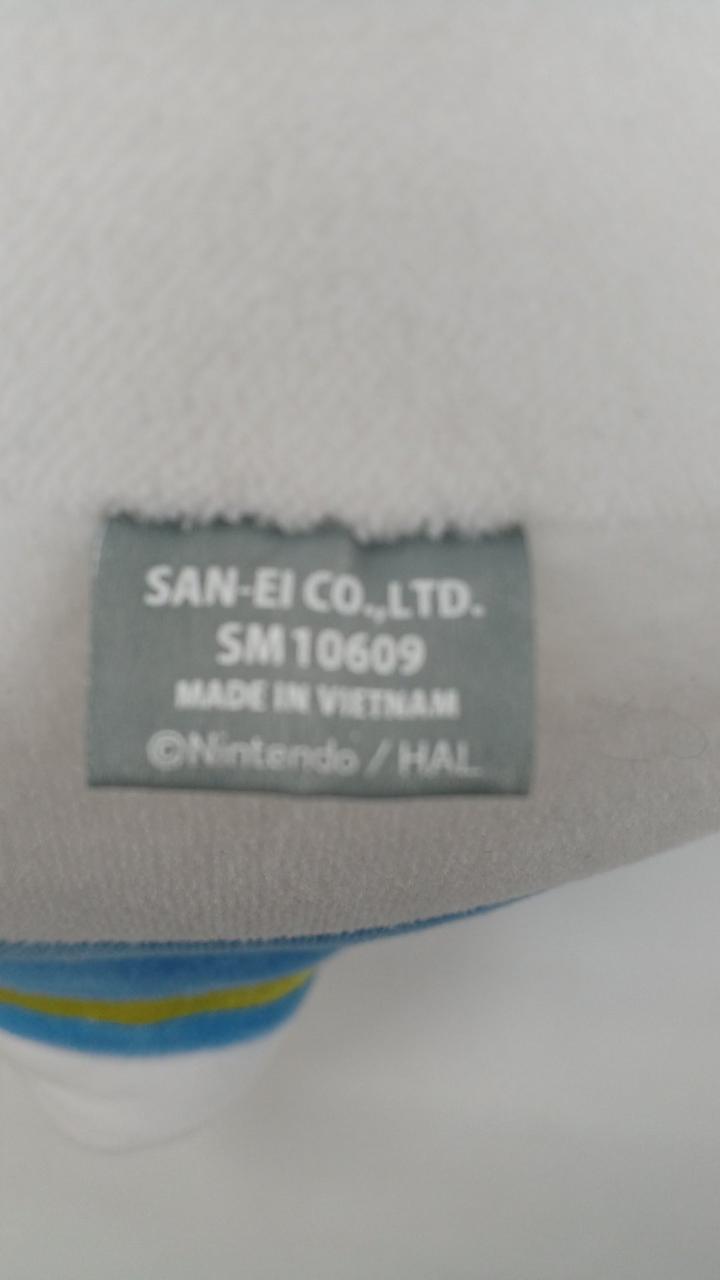 SAN-EI CO.,LTD.
SM10609
MADE IN VIETNAM
©Nintendo / HAL